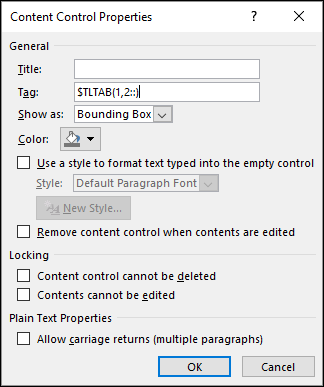 Content Control Properties ? ×
General
Title:
Tag: $TLTAB(1,2::)
Show as: Bounding Box
Color:
Use a style to format text typed into the empty control
Style: Default Paragraph Font
New Style...
Remove content control when contents are edited
Locking
Content control cannot be deleted
Contents cannot be edited
Plain Text Properties
Allow carriage returns (multiple paragraphs)
OK Cancel